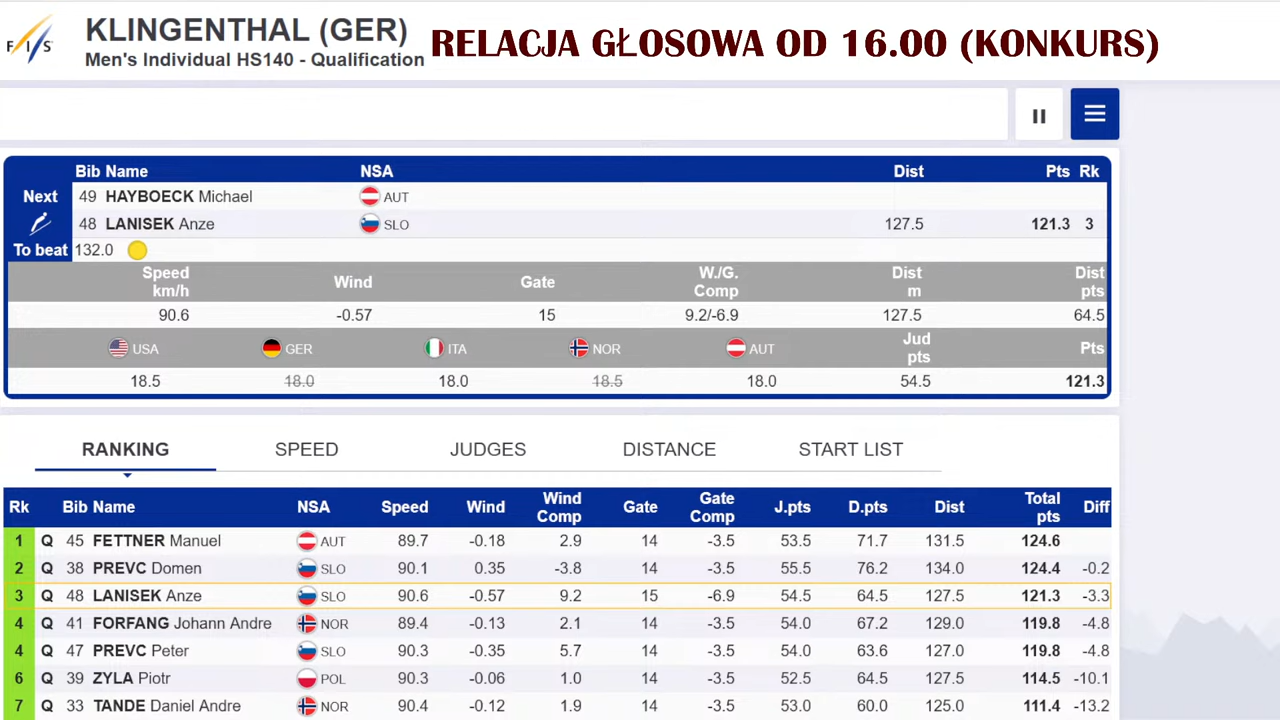 FIS
KLINGENTHAL (GER)
Men's Individual HS140 - Qualification
RELACJA GŁOSOWA OD 16.00 (KONKURS)
Bib Name NSA Dist Pts Rk
Next 49 HAYBOECK Michael AUT
48 LANISEK Anze SLO 127.5 121.3 3
To beat 132.0
Speed km/h Wind Gate W./G. Comp Dist m Dist pts
90.6 -0.57 15 9.2/-6.9 127.5 64.5
USA GER ITA NOR AUT Jud pts Pts
18.5 18.0 18.0 18.5 18.0 54.5 121.3
RANKING SPEED JUDGES DISTANCE START LIST
Rk Bib Name NSA Speed Wind Wind Comp Gate Gate Comp J.pts D.pts Dist Total pts Diff
1 Q 45 FETTNER Manuel AUT 89.7 -0.18 2.9 14 -3.5 53.5 71.7 131.5 124.6
2 Q 38 PREVC Domen SLO 90.1 0.35 -3.8 14 -3.5 55.5 76.2 134.0 124.4 -0.2
3 Q 48 LANISEK Anze SLO 90.6 -0.57 9.2 15 -6.9 54.5 64.5 127.5 121.3 -3.3
4 Q 41 FORFANG Johann Andre NOR 89.4 -0.13 2.1 14 -3.5 54.0 67.2 129.0 119.8 -4.8
4 Q 47 PREVC Peter SLO 90.3 -0.35 5.7 14 -3.5 54.0 63.6 127.0 119.8 -4.8
6 Q 39 ZYLA Piotr POL 90.3 -0.06 1.0 14 -3.5 52.5 64.5 127.5 114.5 -10.1
7 Q 33 TANDE Daniel Andre NOR 90.4 -0.12 1.9 14 -3.5 53.0 60.0 125.0 111.4 -13.2